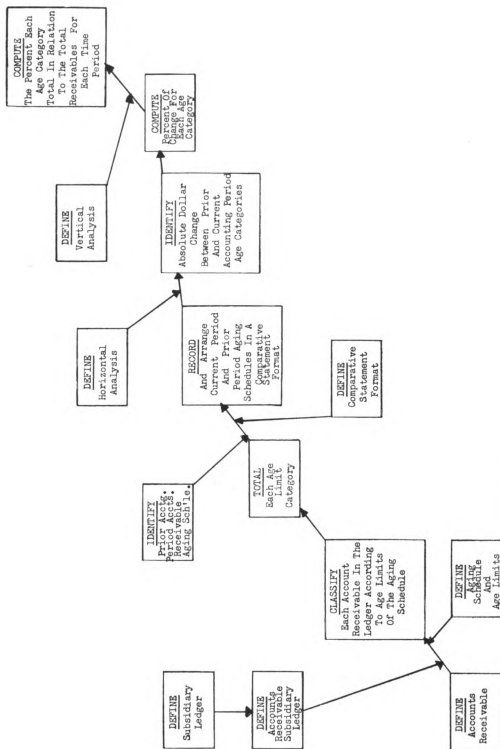 COMPUTE
The Percent Each
Age Category
Total In Relation
To The Total
Receivables For
Each Time
Period
COMPUTE
Percent Of
Change For
Each Age
Category
DEFINE
Vertical
Analysis
IDENTIFY
Absolute Dollar
Change
Between Prior
And Current
Accounting Period
Age Categories
DEFINE
Horizontal
Analysis
RECORD
And Arrange
Current Period
And Prior
Period Aging
Schedules In A
Comparative
Statement
Format
DEFINE
Comparative
Statement
Format
IDENTIFY
Prior Acctg.
Period Accts.
Receivable
Aging Sch'le.
TOTAL
Each Age
Limit
Category
CLASSIFY
Each Account
Receivable In The
Ledger According
To Age Limits
Of The Aging
Schedule
DEFINE
Aging
Schedule
And
Age Limits
DEFINE
Subsidiary
Ledger
DEFINE
Accounts
Receivable
Subsidiary
Ledger
DEFINE
Accounts
Receivable